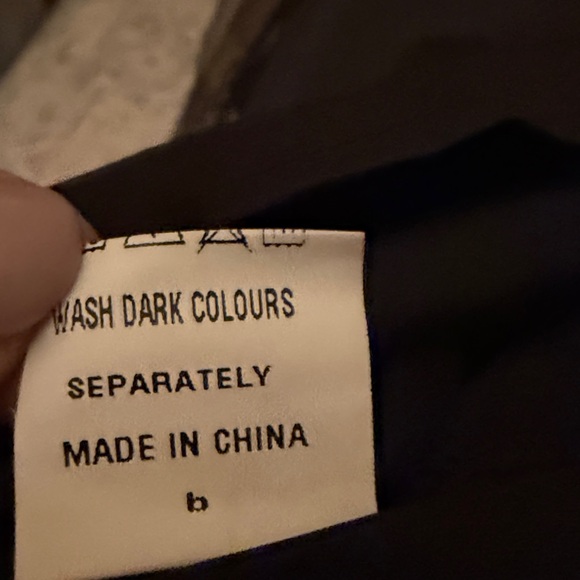 WASH DARK COLOURS
SEPARATELY
MADE IN CHINA
b